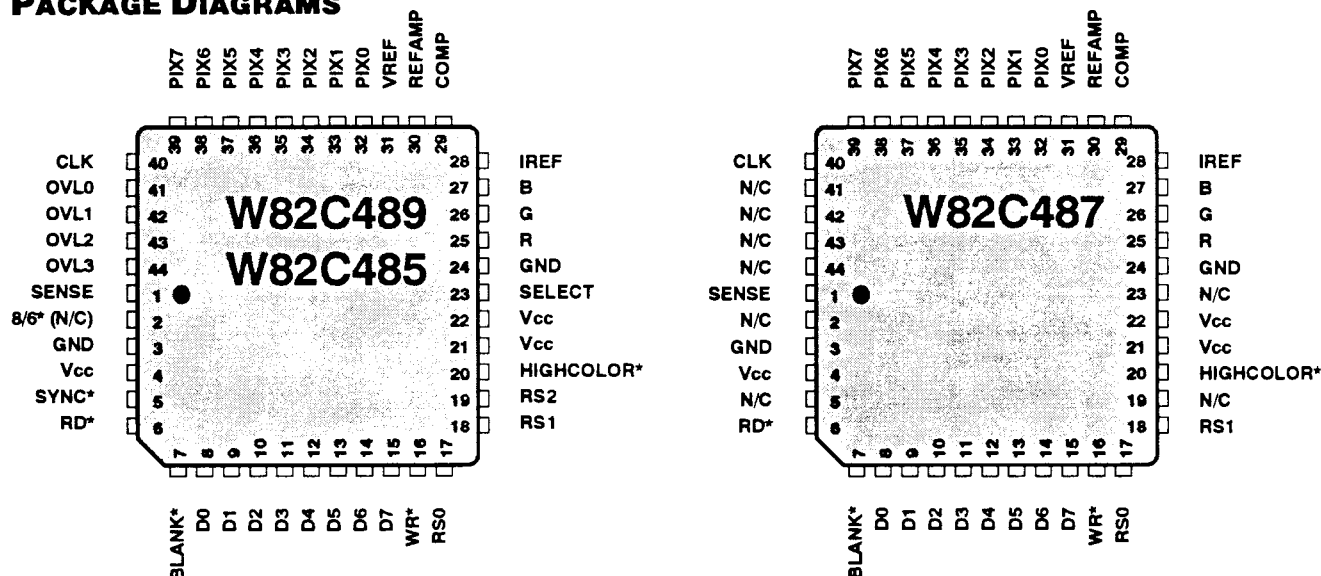 PACKAGE DIAGRAMS
PIX7 PIX6 PIX5 PIX4 PIX3 PIX2 PIX1 PIX0 VREF REFAMP COMP
39 38 37 36 35 34 33 32 31 30 29
CLK 40 28 IREF
OVL0 41 27 B
OVL1 42 W82C489 26 G
OVL2 43 25 R
OVL3 44 W82C485 24 GND
SENSE 1 23 SELECT
8/6* (N/C) 2 22 Vcc
GND 3 21 Vcc
Vcc 4 20 HIGHCOLOR*
SYNC* 5 19 RS2
RD* 6 18 RS1
7 8 9 10 11 12 13 14 15 16 17
BLANK* D0 D1 D2 D3 D4 D5 D6 D7 WR* RS0
PIX7 PIX6 PIX5 PIX4 PIX3 PIX2 PIX1 PIX0 VREF REFAMP COMP
39 38 37 36 35 34 33 32 31 30 29
CLK 40 28 IREF
N/C 41 27 B
N/C 42 W82C487 26 G
N/C 43 25 R
N/C 44 24 GND
SENSE 1 23 N/C
N/C 2 22 Vcc
GND 3 21 Vcc
Vcc 4 20 HIGHCOLOR*
N/C 5 19 N/C
RD* 6 18 RS1
7 8 9 10 11 12 13 14 15 16 17
BLANK* D0 D1 D2 D3 D4 D5 D6 D7 WR* RS0